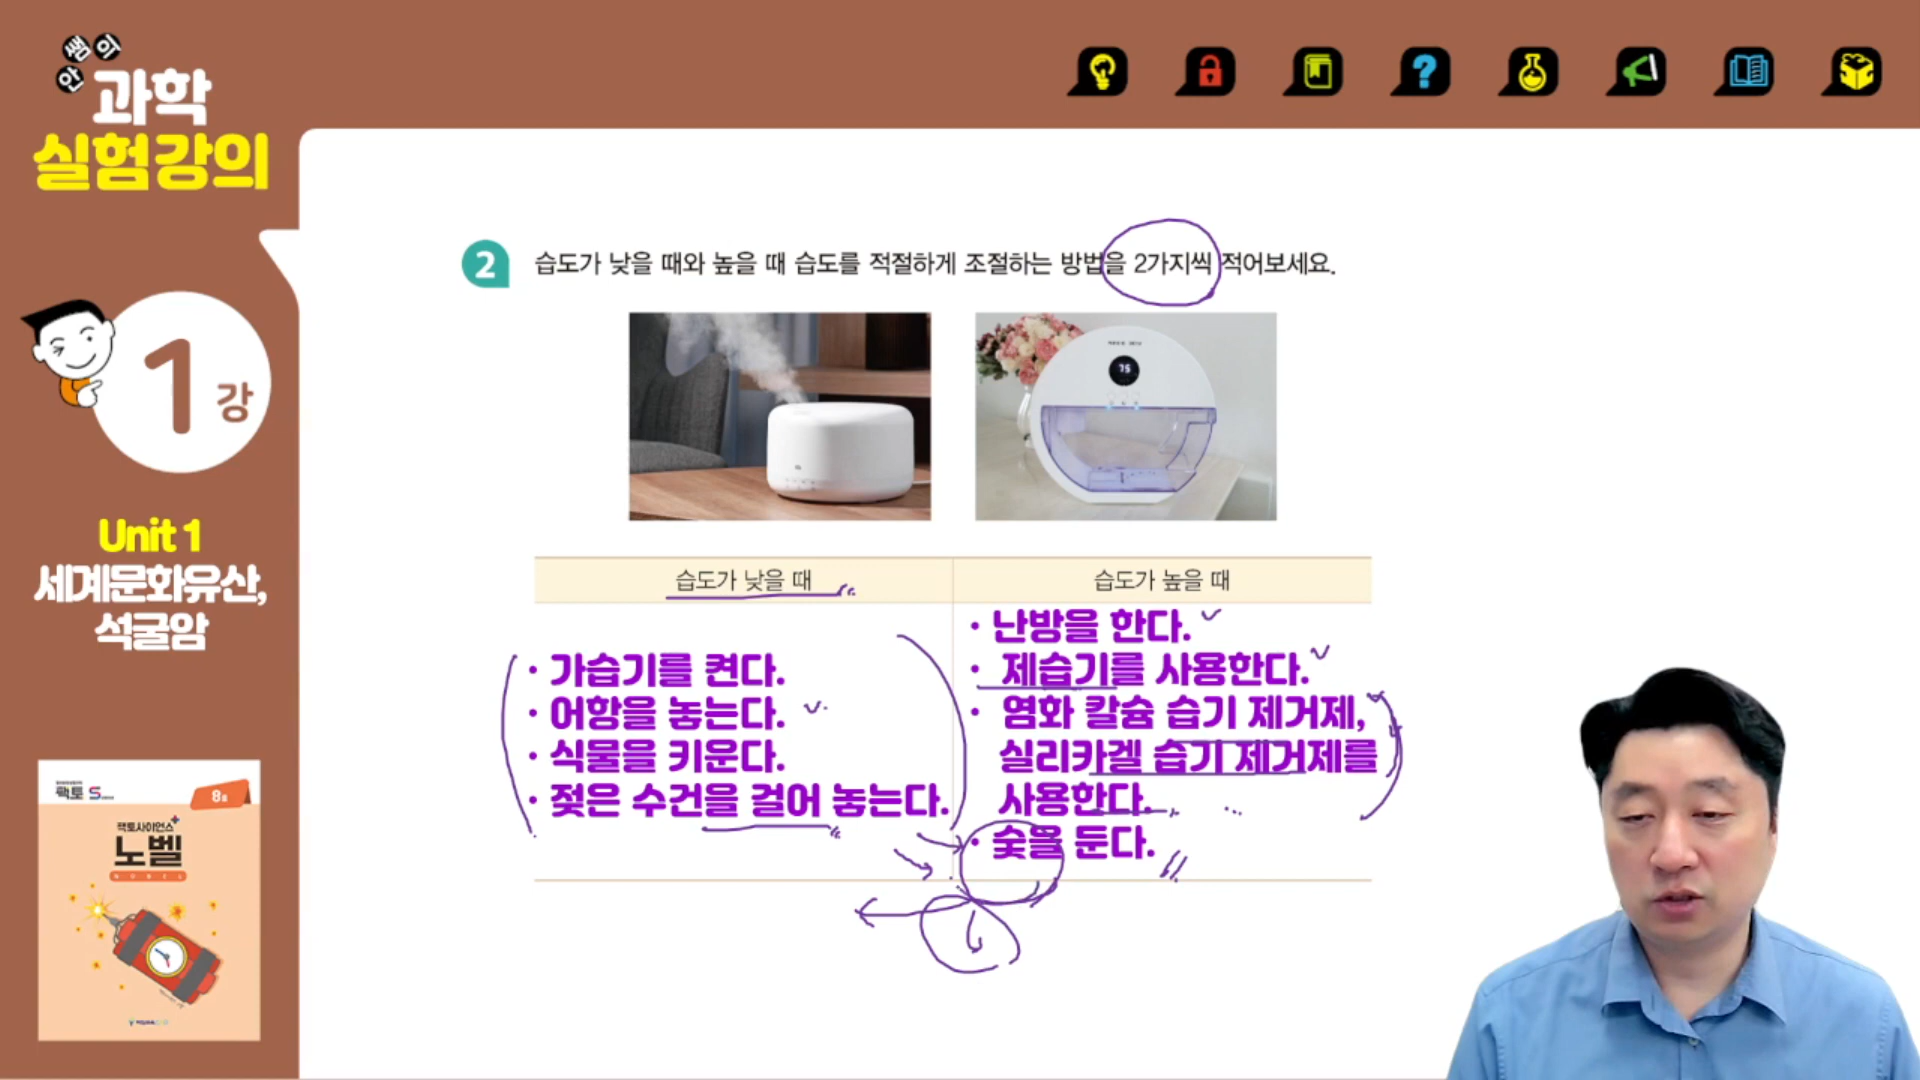 안쌤의
과학
실험강의
1강
Unit 1
세계문화유산,
석굴암
팩토
8호
팩토사이언스+
노벨
NOBEL
2 습도가 낮을 때와 높을 때 습도를 적절하게 조절하는 방법을 2가지씩 적어보세요.
75
습도가 낮을 때
· 가습기를 켠다.
· 어항을 놓는다.
· 식물을 키운다.
· 젖은 수건을 걸어 놓는다.
습도가 높을 때
· 난방을 한다.
· 제습기를 사용한다.
· 염화 칼슘 습기 제거제,
실리카겔 습기 제거제를
사용한다.
· 숯을 둔다.